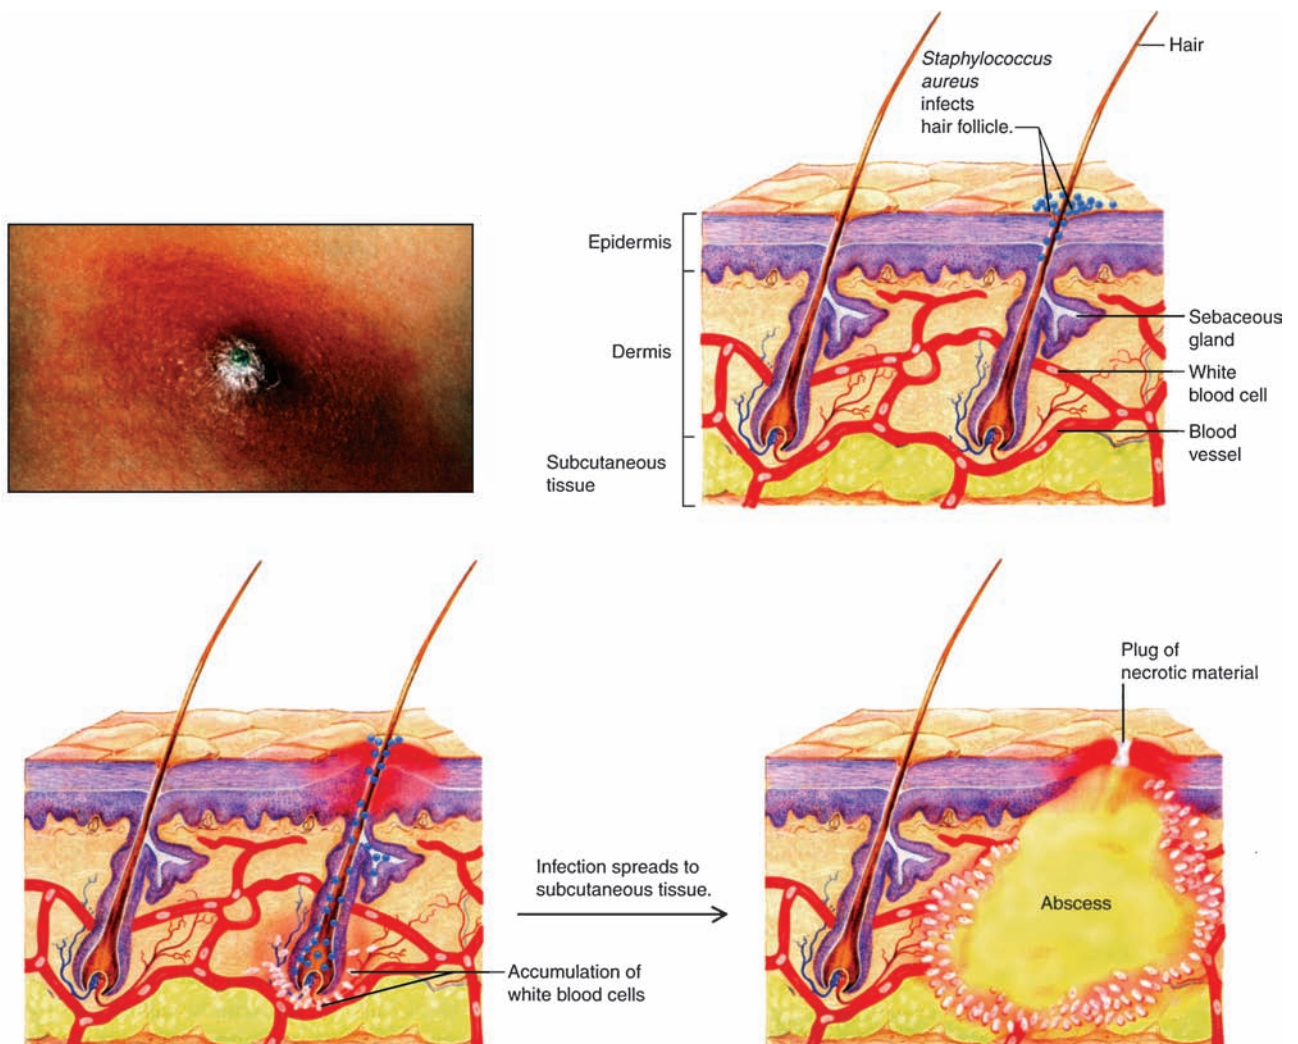 Staphylococcus
aureus
infects
hair follicle.
Hair
Epidermis
Dermis
Subcutaneous
tissue
Sebaceous
gland
White
blood cell
Blood
vessel
Infection spreads to
subcutaneous tissue.
Accumulation of
white blood cells
Plug of
necrotic material
Abscess